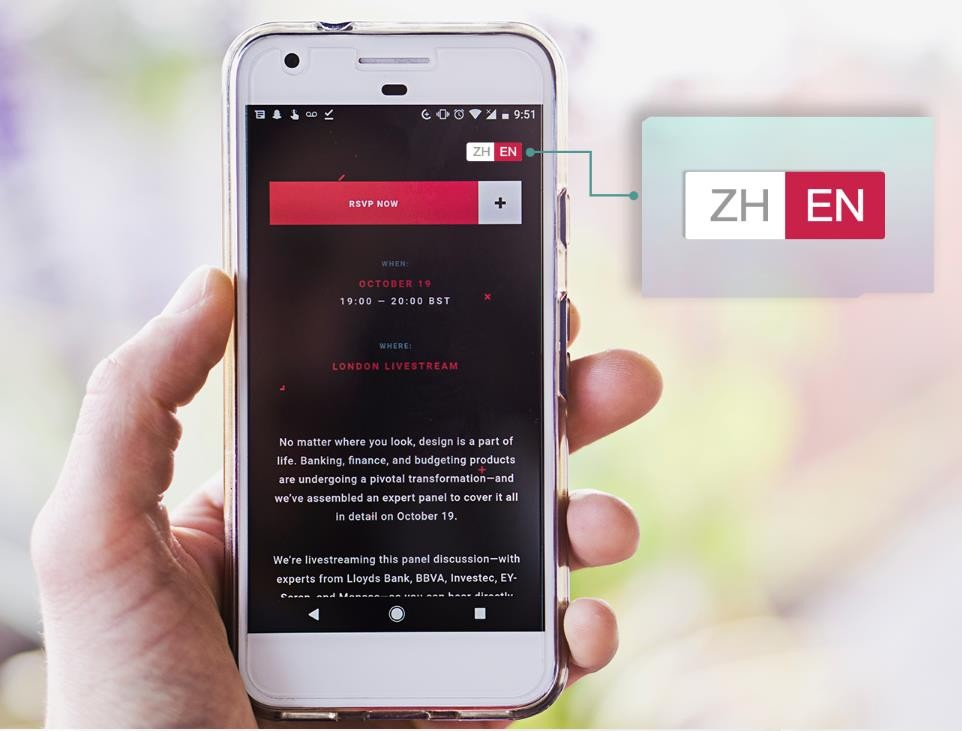 9:51
ZH EN
RSVP NOW
+
WHEN:
OCTOBER 19
19:00 — 20:00 BST
WHERE:
LONDON LIVESTREAM
No matter where you look, design is a part of
life. Banking, finance, and budgeting products
are undergoing a pivotal transformation—and
we've assembled an expert panel to cover it all
in detail on October 19.
We're livestreaming this panel discussion—with
experts from Lloyds Bank, BBVA, Investec, EY-
ZH EN